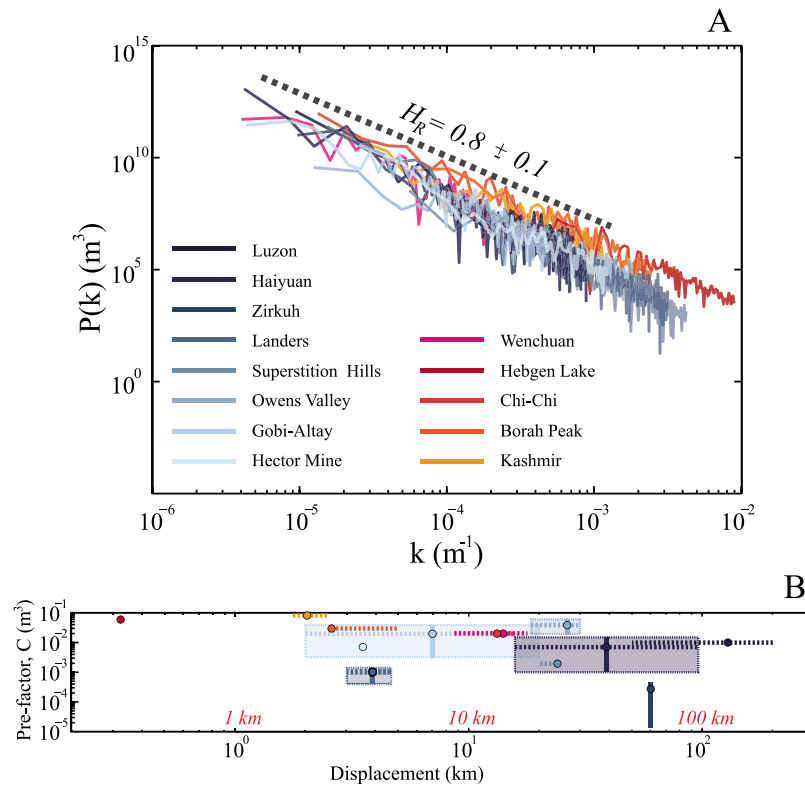 A
10^15
10^10
10^5
10^0
P(k) (m^3)
H_R = 0.8 ± 0.1
Luzon
Haiyuan
Zirkuh
Landers
Superstition Hills
Owens Valley
Gobi-Altay
Hector Mine
Wenchuan
Hebgen Lake
Chi-Chi
Borah Peak
Kashmir
10^-6
10^-5
10^-4
10^-3
10^-2
k (m^-1)
B
Pre-factor, C (m^3)
10^-1
10^-2
10^-3
10^-4
10^-5
1 km
10 km
100 km
10^0
10^1
10^2
Displacement (km)